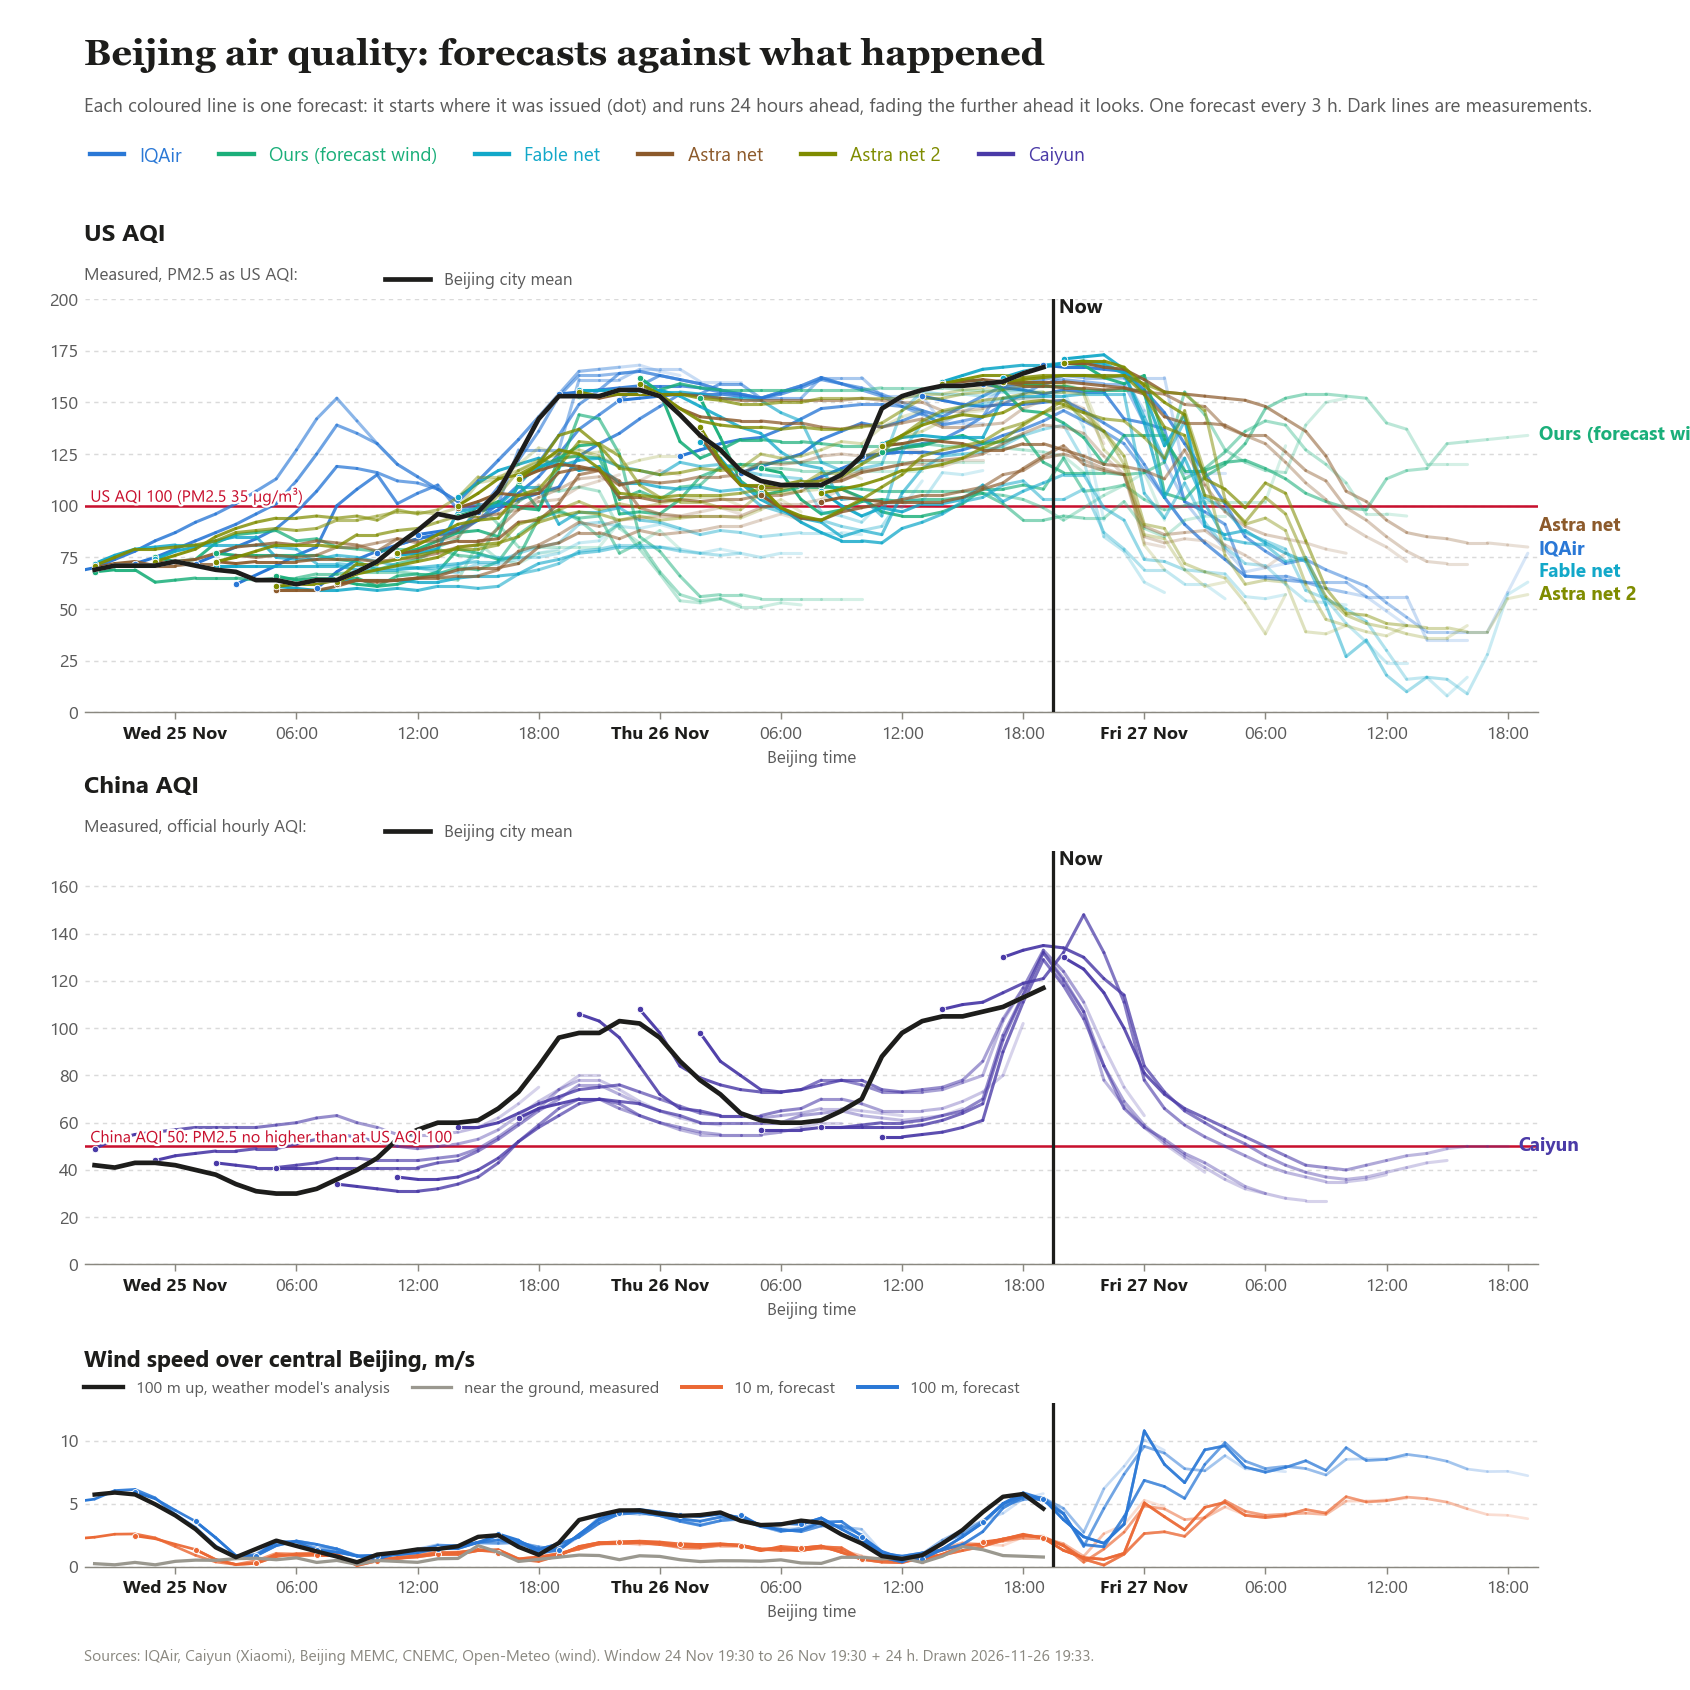 Beijing air quality: forecasts against what happened
Each coloured line is one forecast: it starts where it was issued (dot) and runs 24 hours ahead, fading the further ahead it looks. One forecast every 3 h. Dark lines are measurements.
IQAir Ours (forecast wind) Fable net Astra net Astra net 2 Caiyun
US AQI
Measured, PM2.5 as US AQI: Beijing city mean
200
Now
175
150
125
Ours (forecast wi
US AQI 100 (PM2.5 35 µg/m³)
100
Astra net
75
IQAir
Fable net
Astra net 2
50
25
0
Wed 25 Nov 06:00 12:00 18:00 Thu 26 Nov 06:00 12:00 18:00 Fri 27 Nov 06:00 12:00 18:00
Beijing time
China AQI
Measured, official hourly AQI: Beijing city mean
Now
160
140
120
100
80
60
China AQI 50: PM2.5 no higher than at US AQI 100
Caiyun
40
20
0
Wed 25 Nov 06:00 12:00 18:00 Thu 26 Nov 06:00 12:00 18:00 Fri 27 Nov 06:00 12:00 18:00
Beijing time
Wind speed over central Beijing, m/s
100 m up, weather model's analysis near the ground, measured 10 m, forecast 100 m, forecast
10
5
0
Wed 25 Nov 06:00 12:00 18:00 Thu 26 Nov 06:00 12:00 18:00 Fri 27 Nov 06:00 12:00 18:00
Beijing time
Sources: IQAir, Caiyun (Xiaomi), Beijing MEMC, CNEMC, Open-Meteo (wind). Window 24 Nov 19:30 to 26 Nov 19:30 + 24 h. Drawn 2026-11-26 19:33.